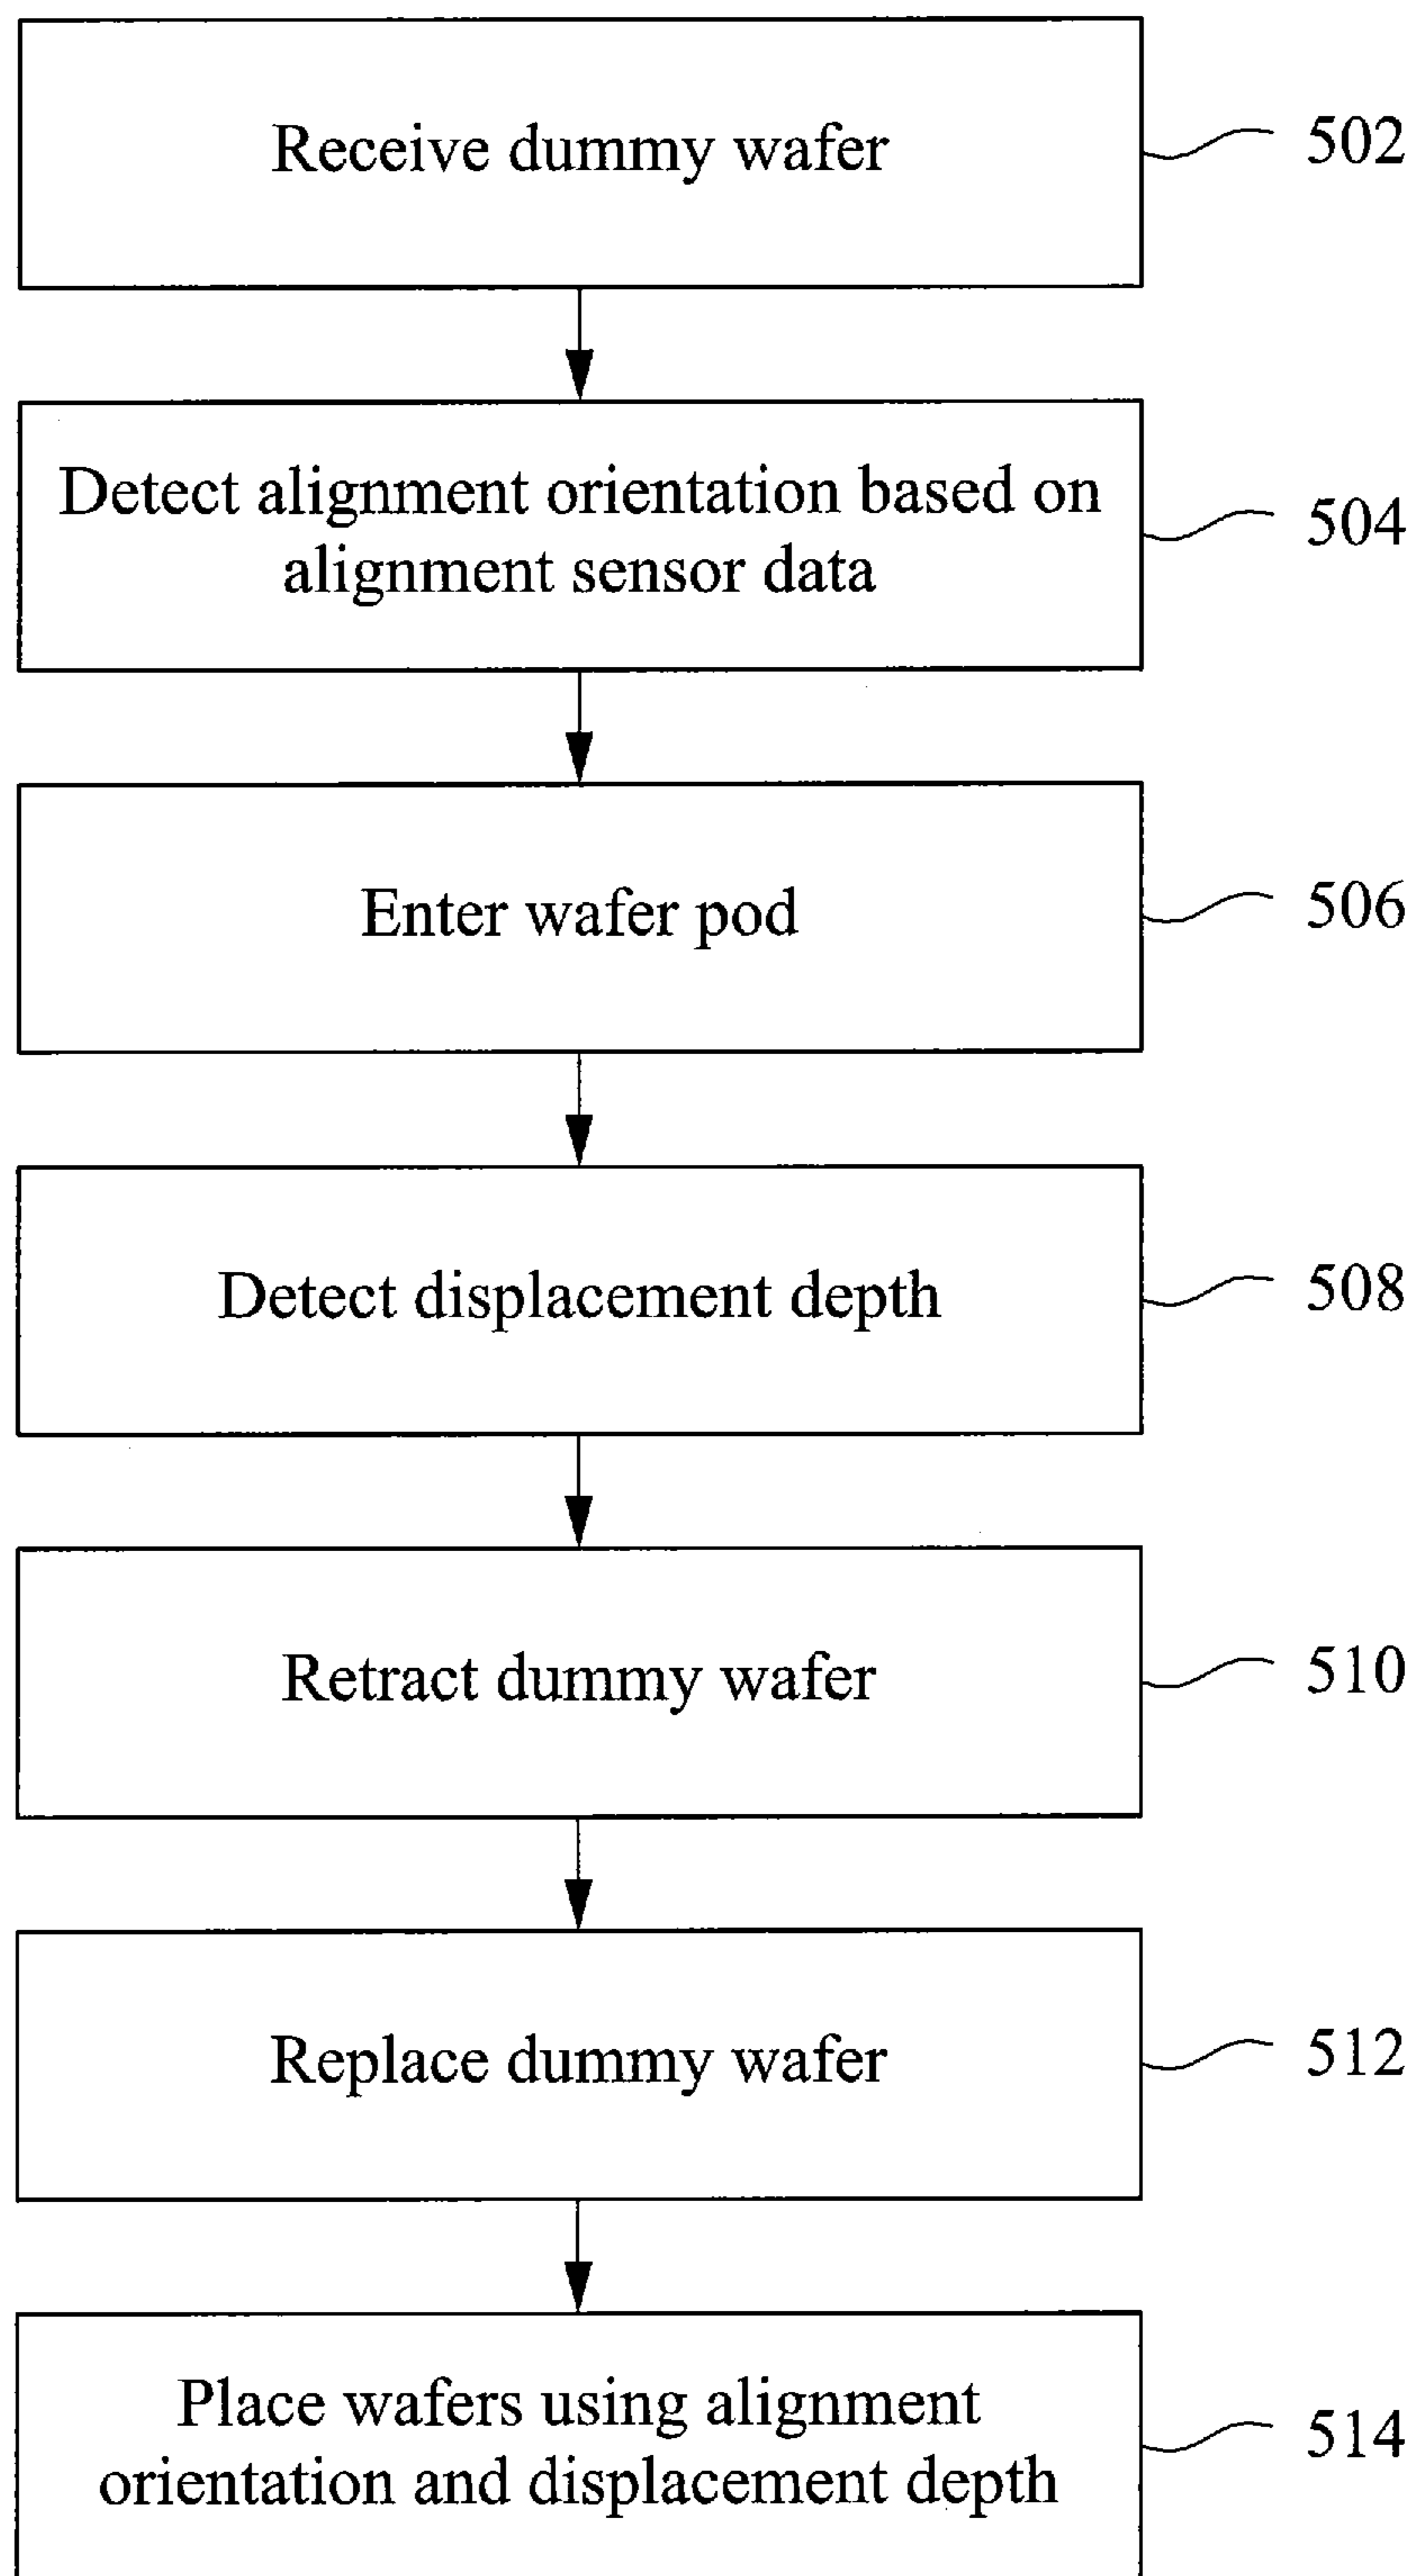 Receive dummy wafer
502
Detect alignment orientation based on
alignment sensor data
504
Enter wafer pod
506
Detect displacement depth
508
Retract dummy wafer
510
Replace dummy wafer
512
Place wafers using alignment
orientation and displacement depth
514